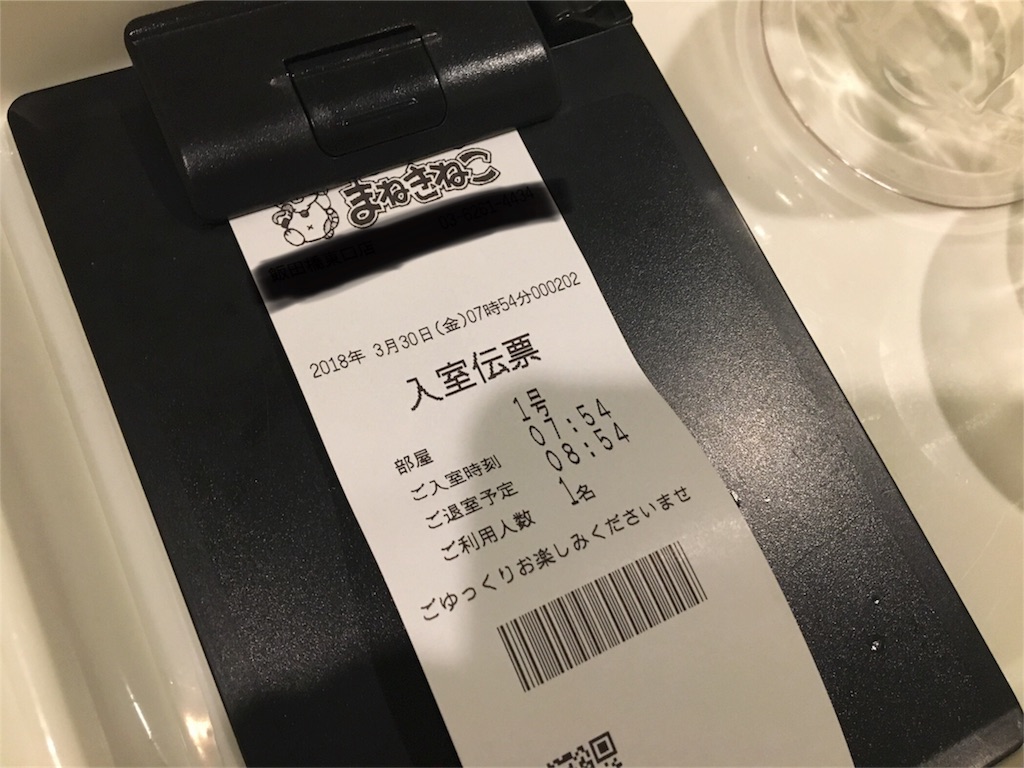 まねきねこ
2018年 3月30日(金)07時54分000202
入室伝票
部屋 1号
ご入室時刻 07:54
ご退室予定 08:54
ご利用人数 1名
ごゆっくりお楽しみくださいませ